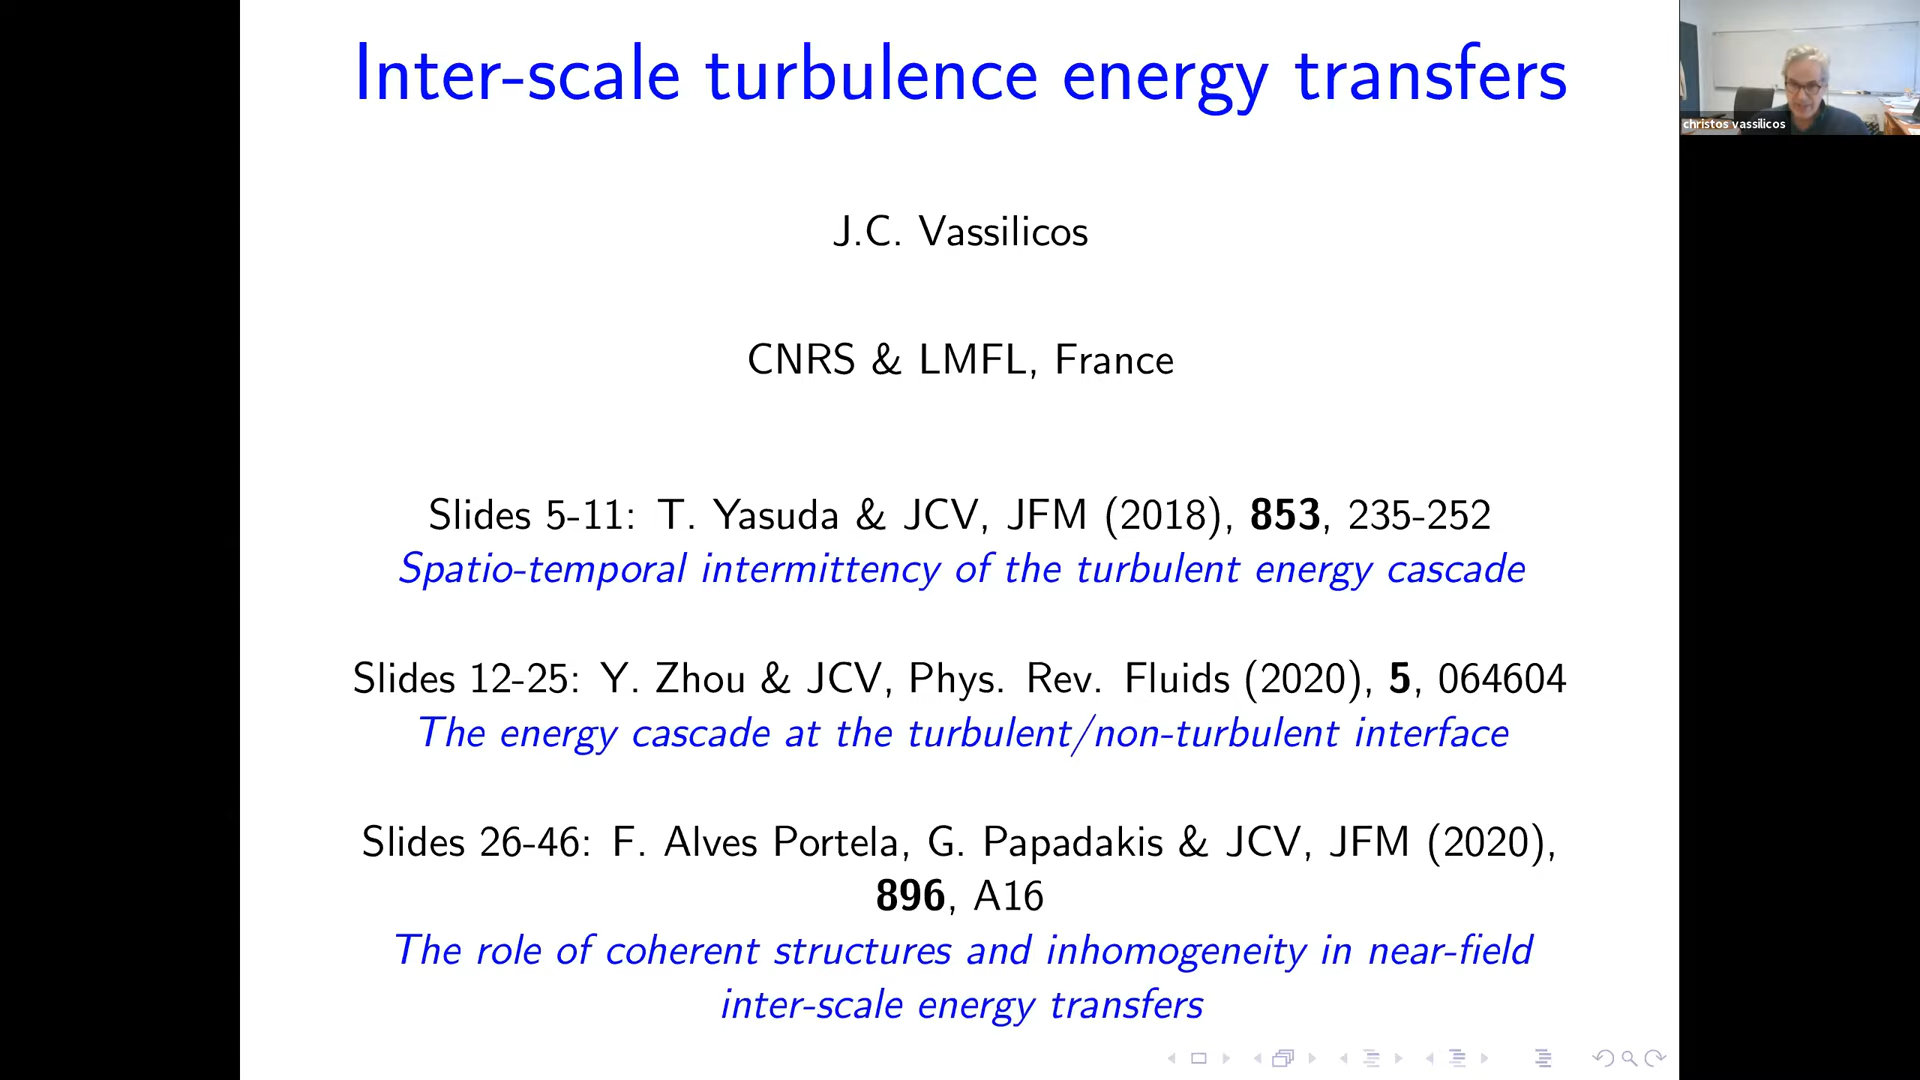 Inter-scale turbulence energy transfers
christos vassilicos
J.C. Vassilicos
CNRS & LMFL, France
Slides 5-11: T. Yasuda & JCV, JFM (2018), 853, 235-252
Spatio-temporal intermittency of the turbulent energy cascade
Slides 12-25: Y. Zhou & JCV, Phys. Rev. Fluids (2020), 5, 064604
The energy cascade at the turbulent/non-turbulent interface
Slides 26-46: F. Alves Portela, G. Papadakis & JCV, JFM (2020),
896, A16
The role of coherent structures and inhomogeneity in near-field
inter-scale energy transfers